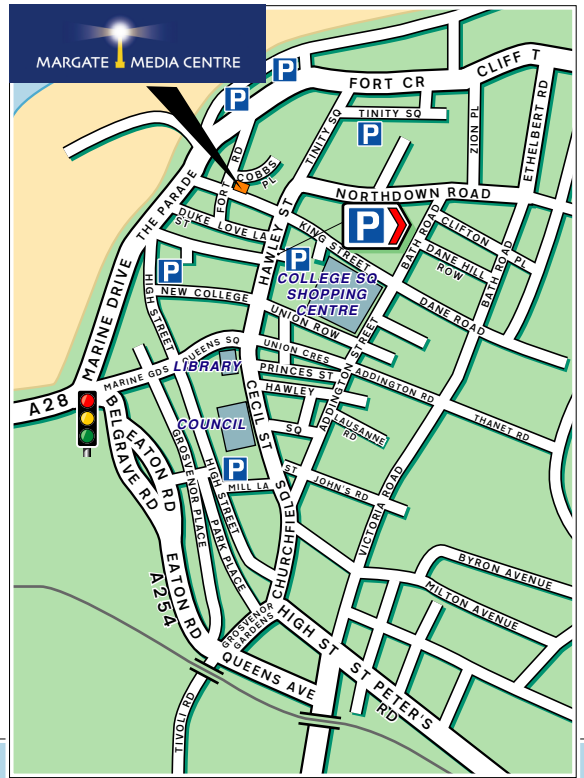 MARGATE MEDIA CENTRE
P
P
FORT CR
CLIFF T
TINITY SQ
TINITY SQ
P
ZION PL
ETHELBERT RD
FORT RD
COBBS
PL
NORTHDOWN ROAD
THE PARADE
DUKE LOVE LA
ST
HAWLEY ST
KING STREET
P
BATH ROAD
CLIFTON PL
DANE HILL
ROW
BATH ROAD
P
P
COLLEGE SQ
SHOPPING
CENTRE
MARINE DRIVE
HIGH STREET
NEW COLLEGE
DANE ROAD
UNION ROW
QUEENS SQ
UNION CRES
MARINE GDS
LIBRARY
PRINCES ST
HAWLEY
SQ
ADDINGTON STREET
ADDINGTON RD
A28
BELGRAVE RD
EATON RD
CECIL ST
COUNCIL
ADDINGTON RD
LAUSANNE
RD
THANET RD
GROSVENOR PLACE
HIGH STREET
P
MILL LA
ST JOHN'S RD
VICTORIA ROAD
PARK PLACE
CHURCHFIELDS
EATON RD
A254
BYRON AVENUE
MILTON AVENUE
GROSVENOR
GARDENS
HIGH ST
ST PETER'S
RD
QUEENS AVE
TIVOLI RD